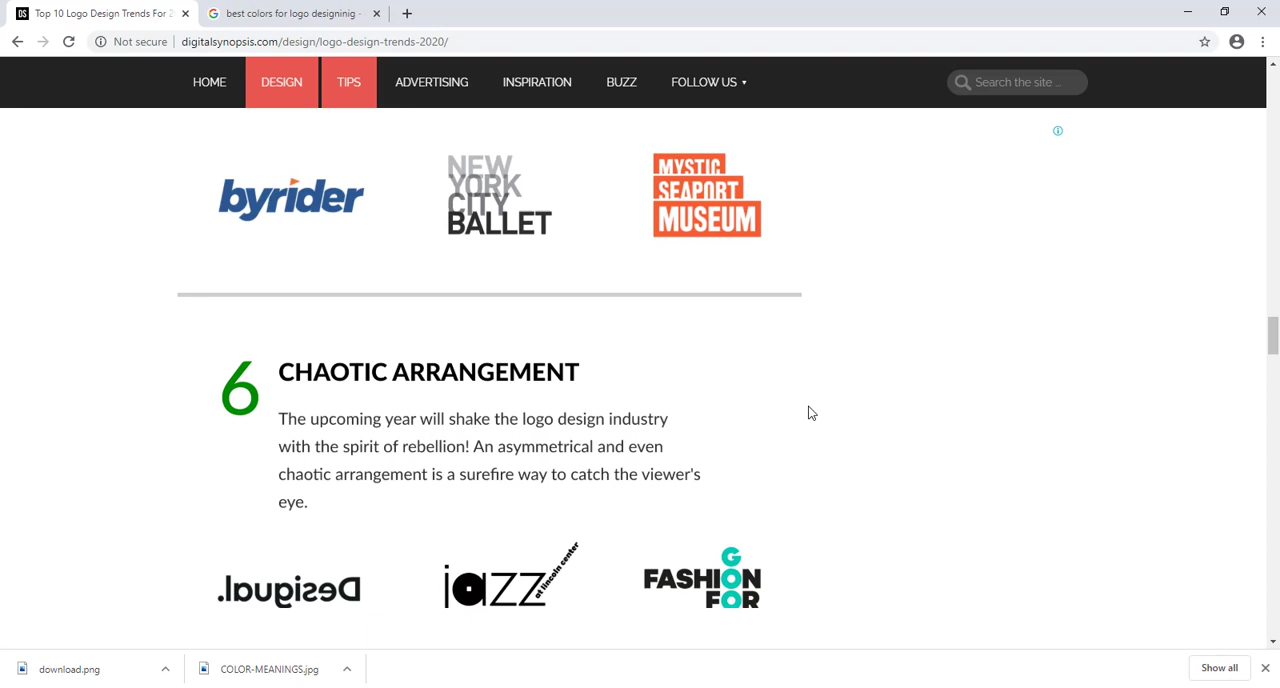 Top 10 Logo Design Trends For 2
best colors for logo designinig -
Not secure
digitalsynopsis.com/design/logo-design-trends-2020/
HOME
DESIGN
TIPS
ADVERTISING
INSPIRATION
BUZZ
FOLLOW US
Search the site ...
byrider
NEW
YORK
CITY
BALLET
MYSTIC
SEAPORT
MUSEUM
6
CHAOTIC ARRANGEMENT
The upcoming year will shake the logo design industry
with the spirit of rebellion! An asymmetrical and even
chaotic arrangement is a surefire way to catch the viewer's
eye.
Desigual.
jazz
at lincoln center
G
FASHION
FOR
download.png
COLOR-MEANINGS.jpg
Show all